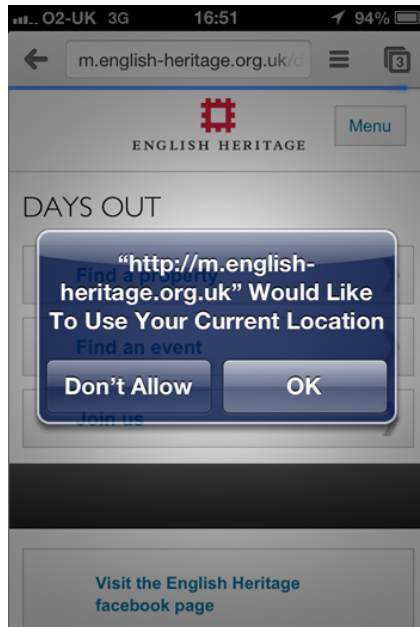 O2-UK 3G 16:51 94%
m.english-heritage.org.uk/d 3
ENGLISH HERITAGE
Menu
DAYS OUT
Find a property
“http://m.english-
heritage.org.uk” Would Like
To Use Your Current Location
Find an event
Don’t Allow OK
Join us
Visit the English Heritage
facebook page